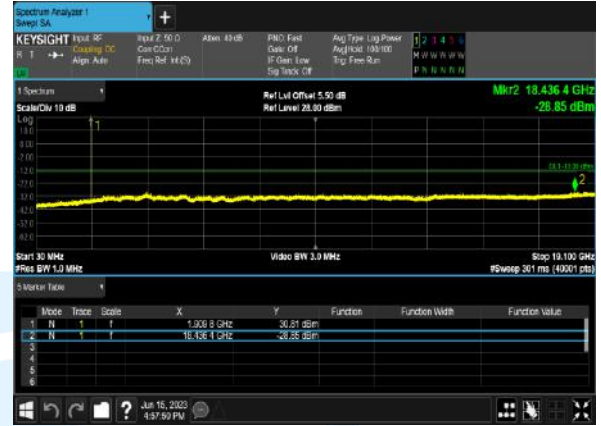 Spectrum Analyzer 1
Swept SA
KEYSIGHT Input: RF Input Z: 50 Ω Atten: 40 dB PNO: Fast Avg Type: Log-Power 1 2 3 4 5 6
R T Coupling: DC Corr CCorr Gate: Off Avg|Hold: 100/100 M W W W W W
Align: Auto Freq Ref: Int (S) IF Gain: Low Trig: Free Run P N N N N N
Sig Track: Off
1 Spectrum
Ref Lvl Offset 5.50 dB Mkr2 18.436 4 GHz
Scale/Div 10 dB Ref Level 28.00 dBm -28.85 dBm
Log
18.0
8.00
-2.00
-12.0
DL1 -13.00 dBm
-22.0
-32.0
-42.0
-52.0
-62.0
1
2
Start 30 MHz Video BW 3.0 MHz Stop 19.100 GHz
#Res BW 1.0 MHz #Sweep 301 ms (40001 pts)
5 Marker Table
Mode Trace Scale X Y Function Function Width Function Value
1 N 1 f 1.909 8 GHz 30.81 dBm
2 N 1 f 18.436 4 GHz -28.85 dBm
3
4
5
6
? Jun 15, 2023
4:57:50 PM